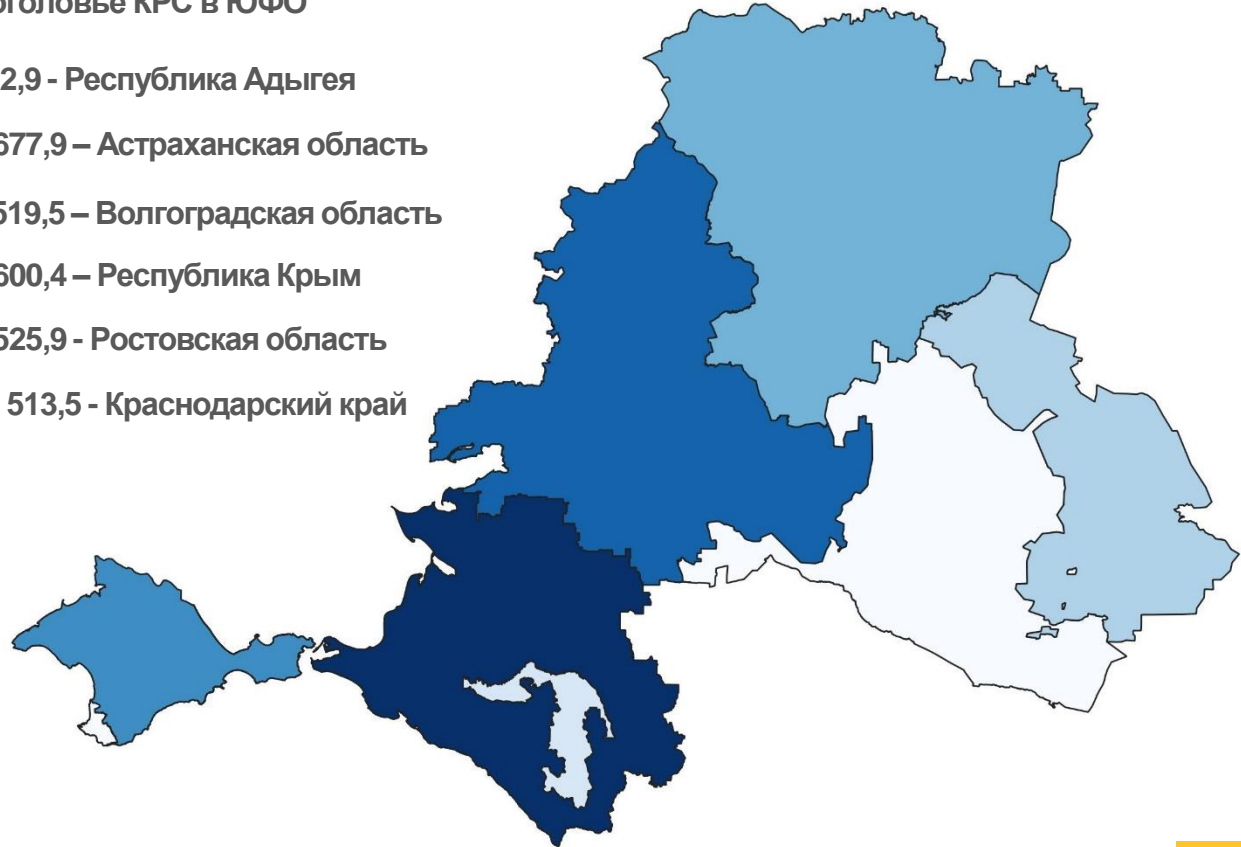 оголовье КРС в ЮФО
2,9 - Республика Адыгея
677,9 – Астраханская область
519,5 – Волгоградская область
600,4 – Республика Крым
525,9 - Ростовская область
513,5 - Краснодарский край